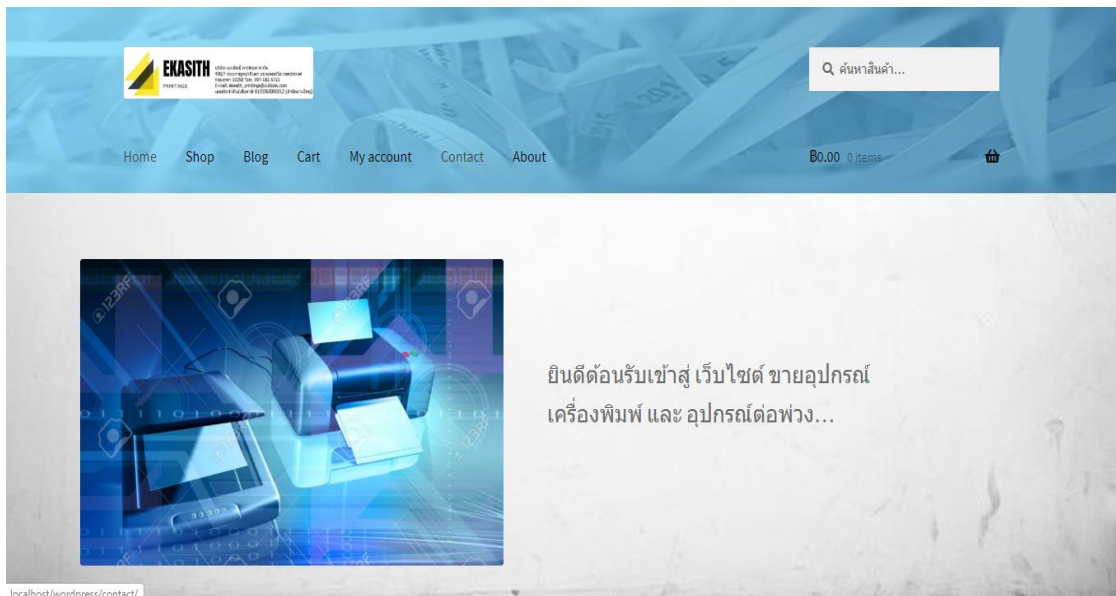 EKASITH
PRINTINGS
ค้นหาสินค้า...
Home Shop Blog Cart My account Contact About
฿0.00 0 items
123RF
ยินดีต้อนรับเข้าสู่ เว็บไซต์ ขายอุปกรณ์
เครื่องพิมพ์ และ อุปกรณ์ต่อพ่วง...
localhost/wordpress/contact/